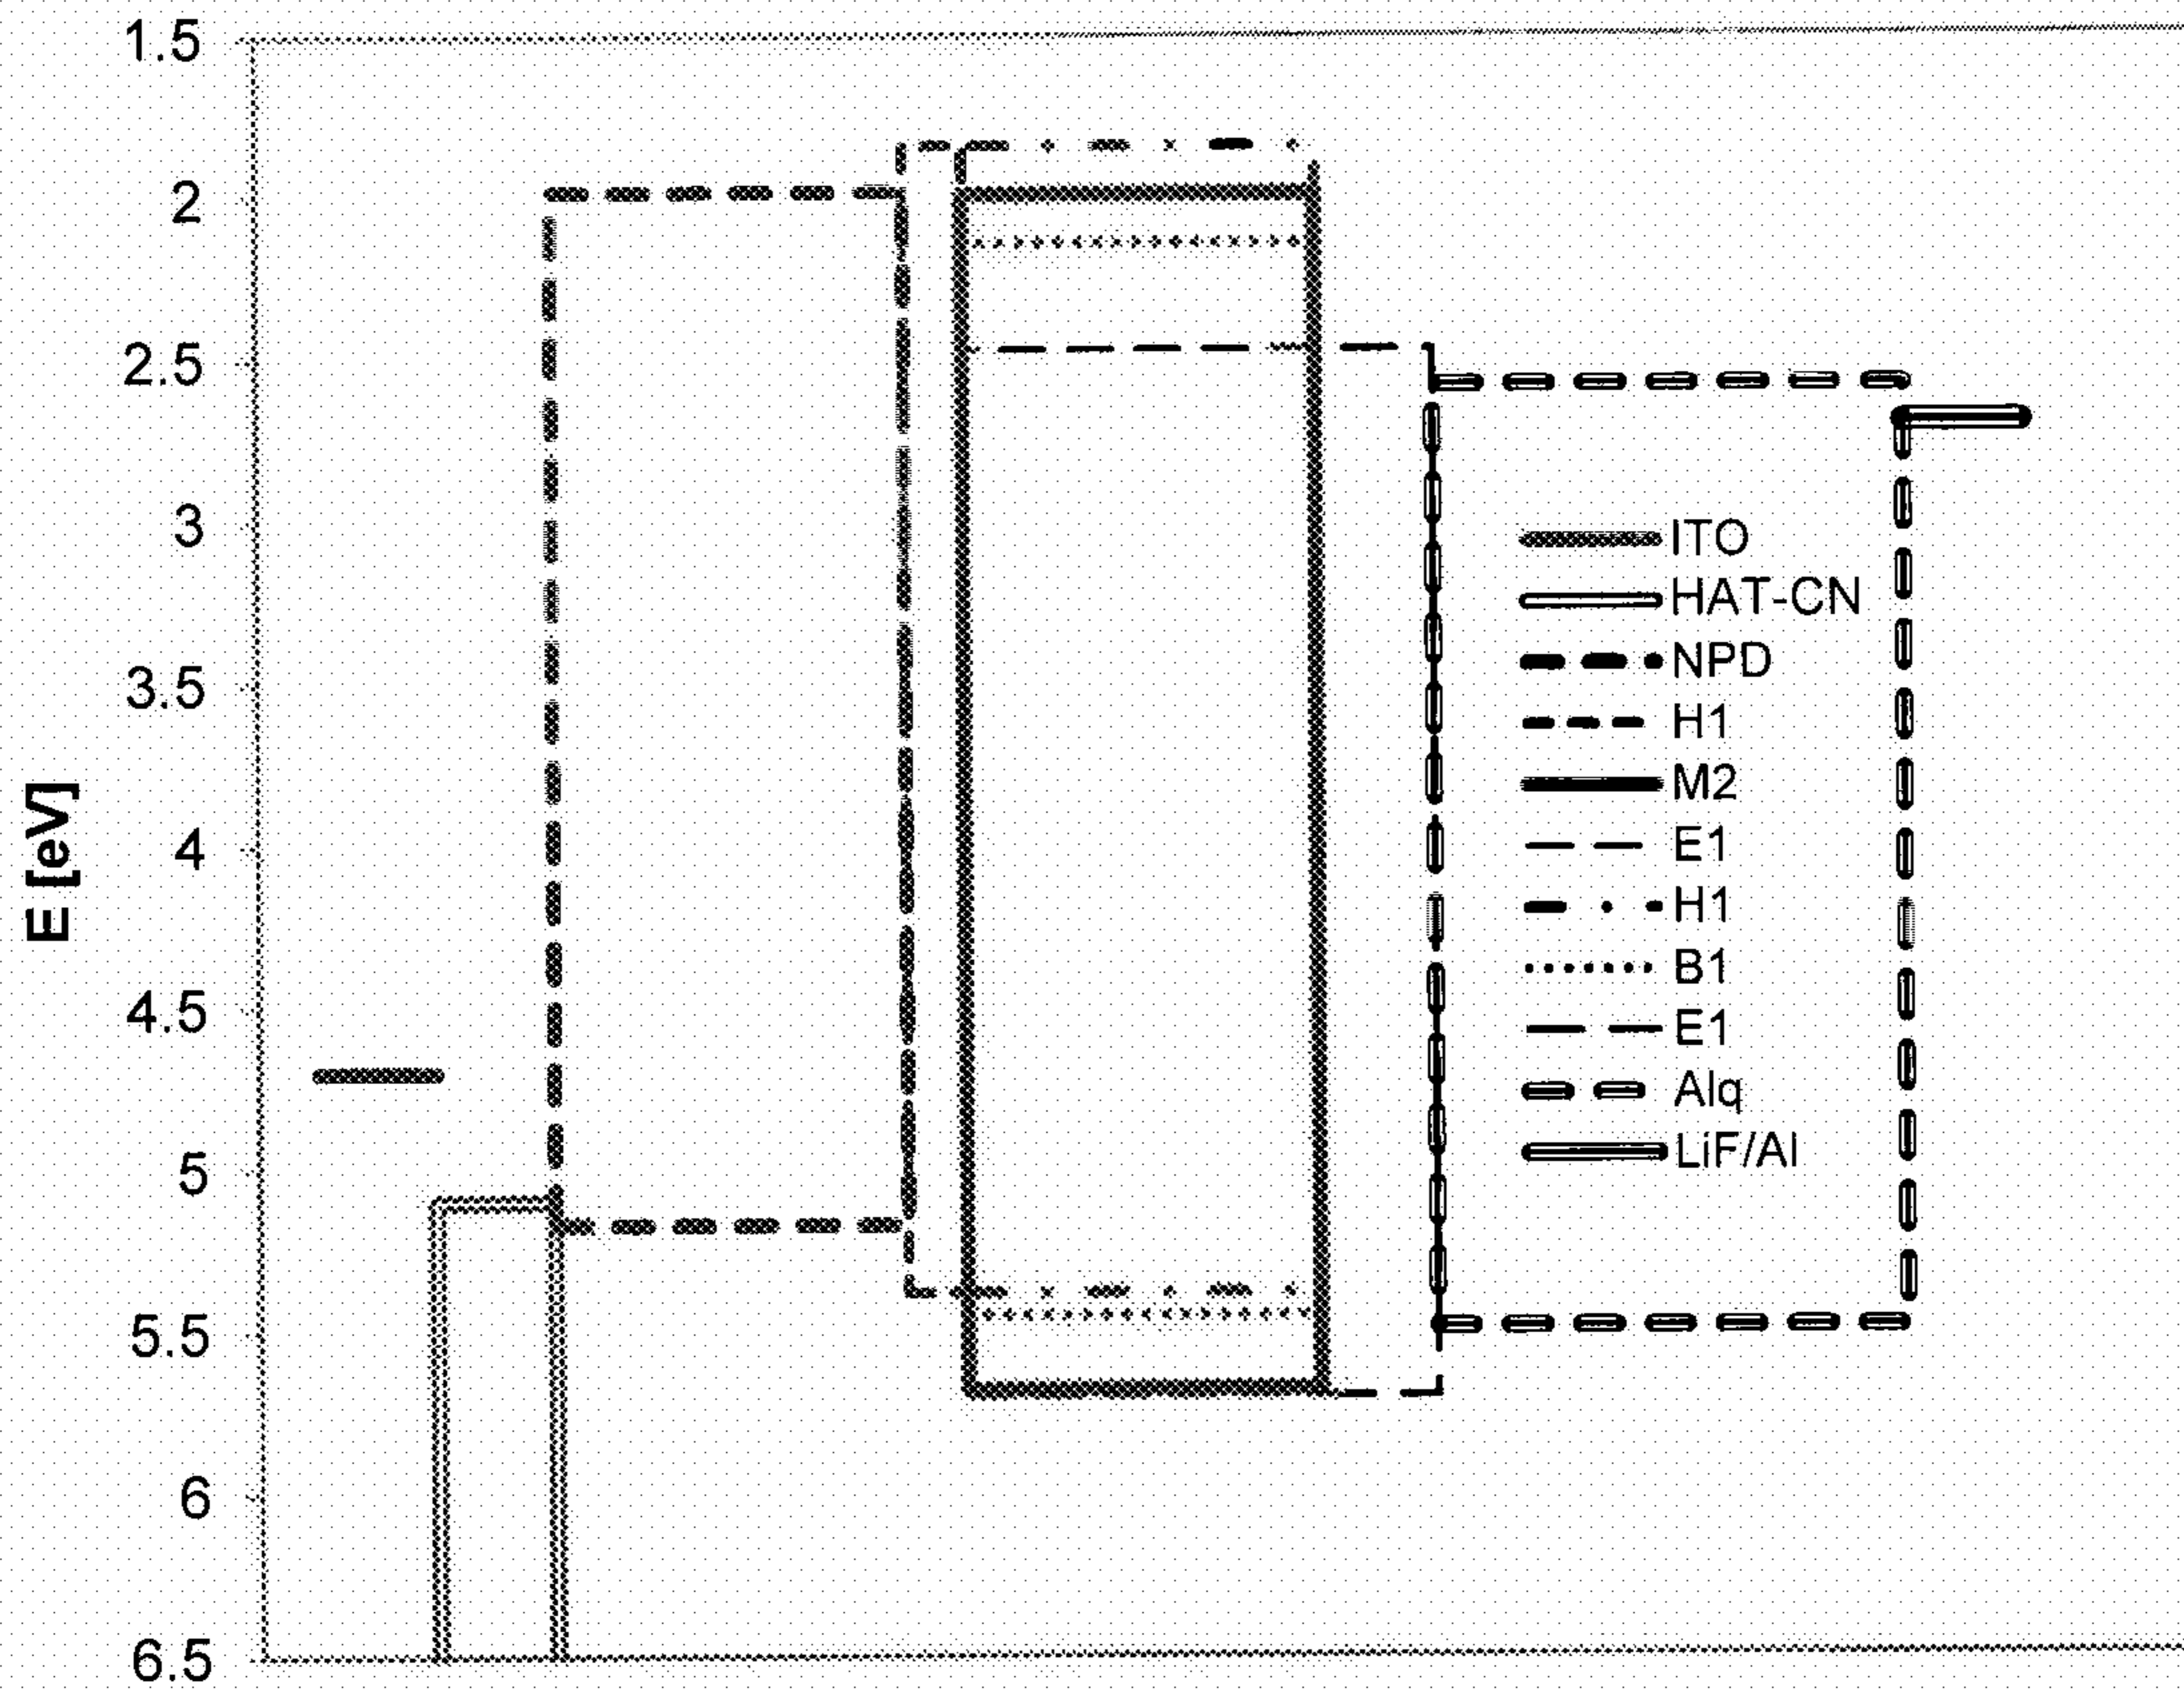 1.5
2
2.5
3
3.5
4
4.5
5
5.5
6
6.5
E [eV]
ITO
HAT-CN
NPD
H1
M2
E1
H1
B1
E1
Alq
LiF/Al